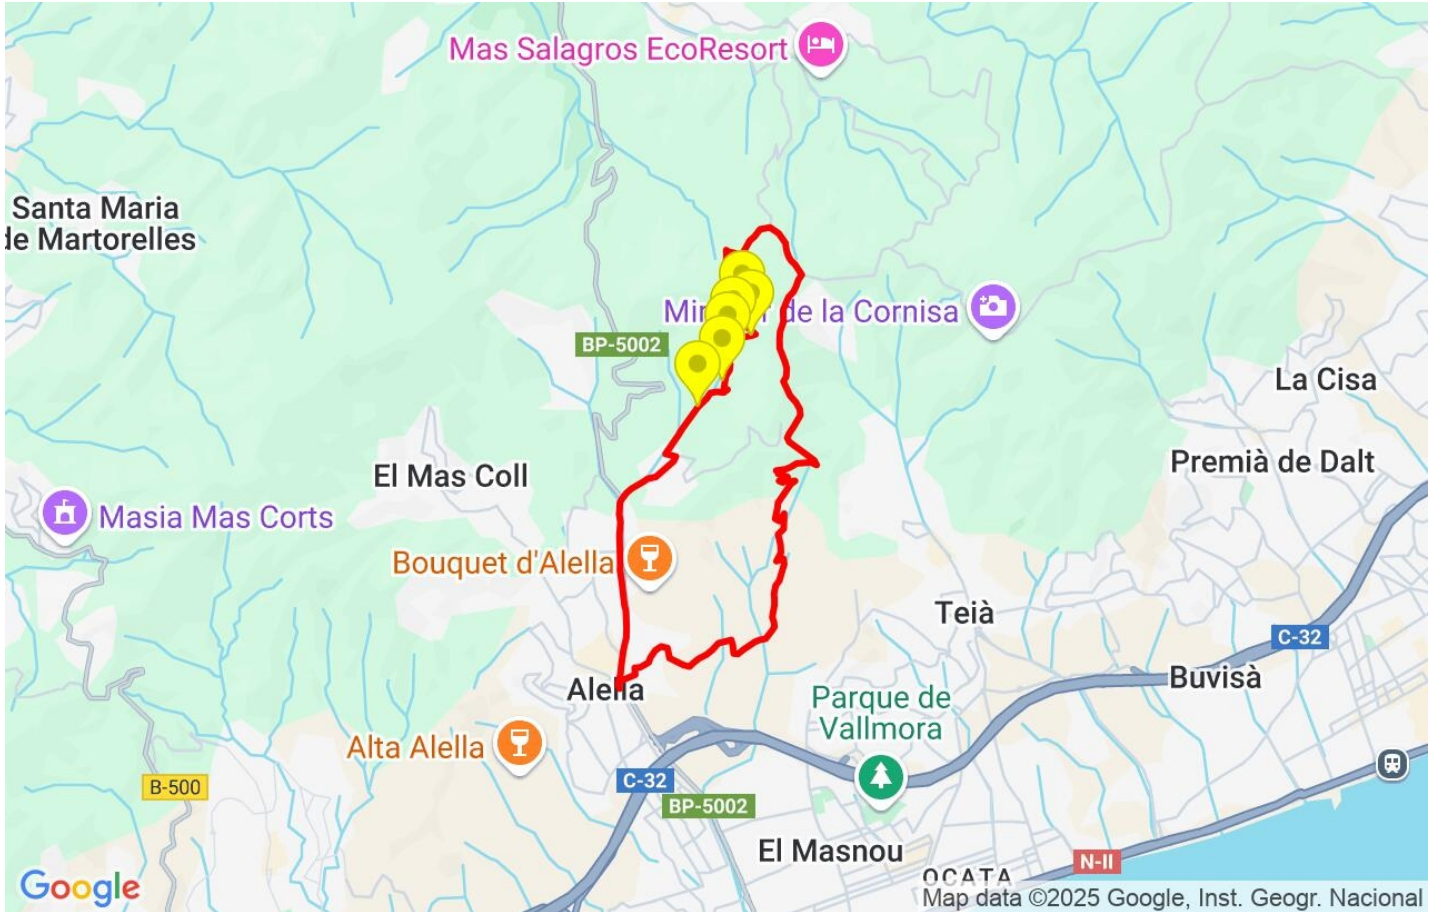 Mas Salagros EcoResort
Santa Maria
de Martorelles
Mir
de la Cornisa
BP-5002
La Cisa
Premià de Dalt
El Mas Coll
Masia Mas Corts
Bouquet d'Alella
Teià
C-32
Buvisà
Alella
Parque de
Vallmora
Alta Alella
B-500
C-32
BP-5002
El Masnou
N-II
OCATA
Google
Map data ©2025 Google, Inst. Geogr. Nacional